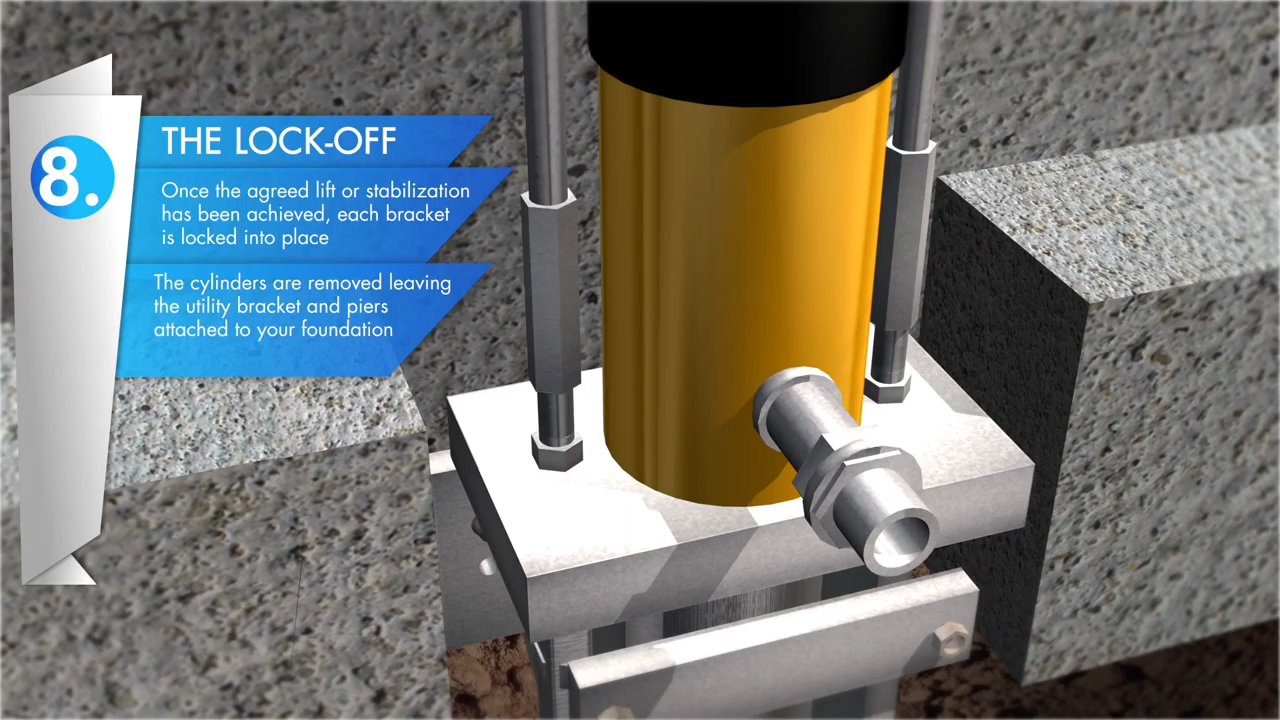 8.
THE LOCK-OFF
Once the agreed lift or stabilization
has been achieved, each bracket
is locked into place
The cylinders are removed leaving
the utility bracket and piers
attached to your foundation